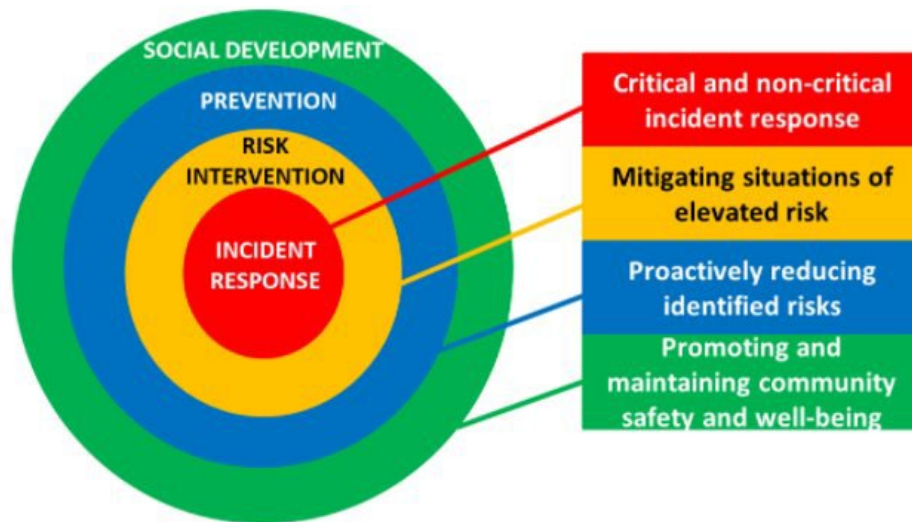 SOCIAL DEVELOPMENT
PREVENTION
RISK
INTERVENTION
INCIDENT
RESPONSE
Critical and non-critical
incident response
Mitigating situations of
elevated risk
Proactively reducing
identified risks
Promoting and
maintaining community
safety and well-being